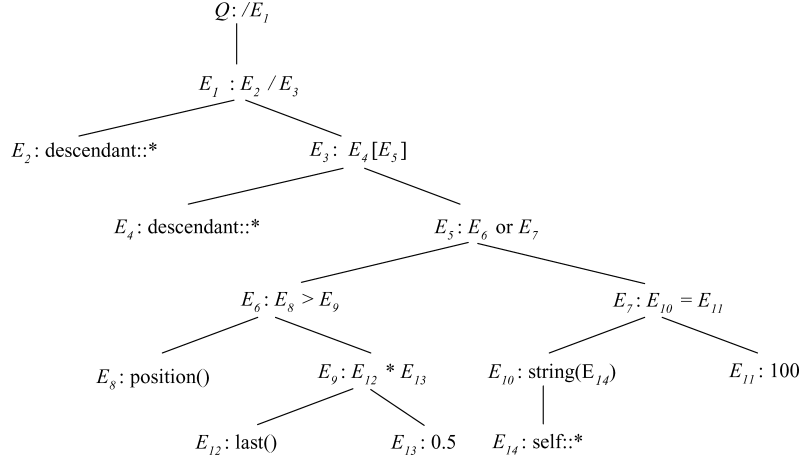 Q: /E1
E1 : E2 / E3
E2: descendant::*
E3: E4[E5]
E4: descendant::*
E5: E6 or E7
E6: E8 > E9
E7: E10 = E11
E8: position()
E9: E12 * E13
E10: string(E14)
E11: 100
E12: last()
E13: 0.5
E14: self::*